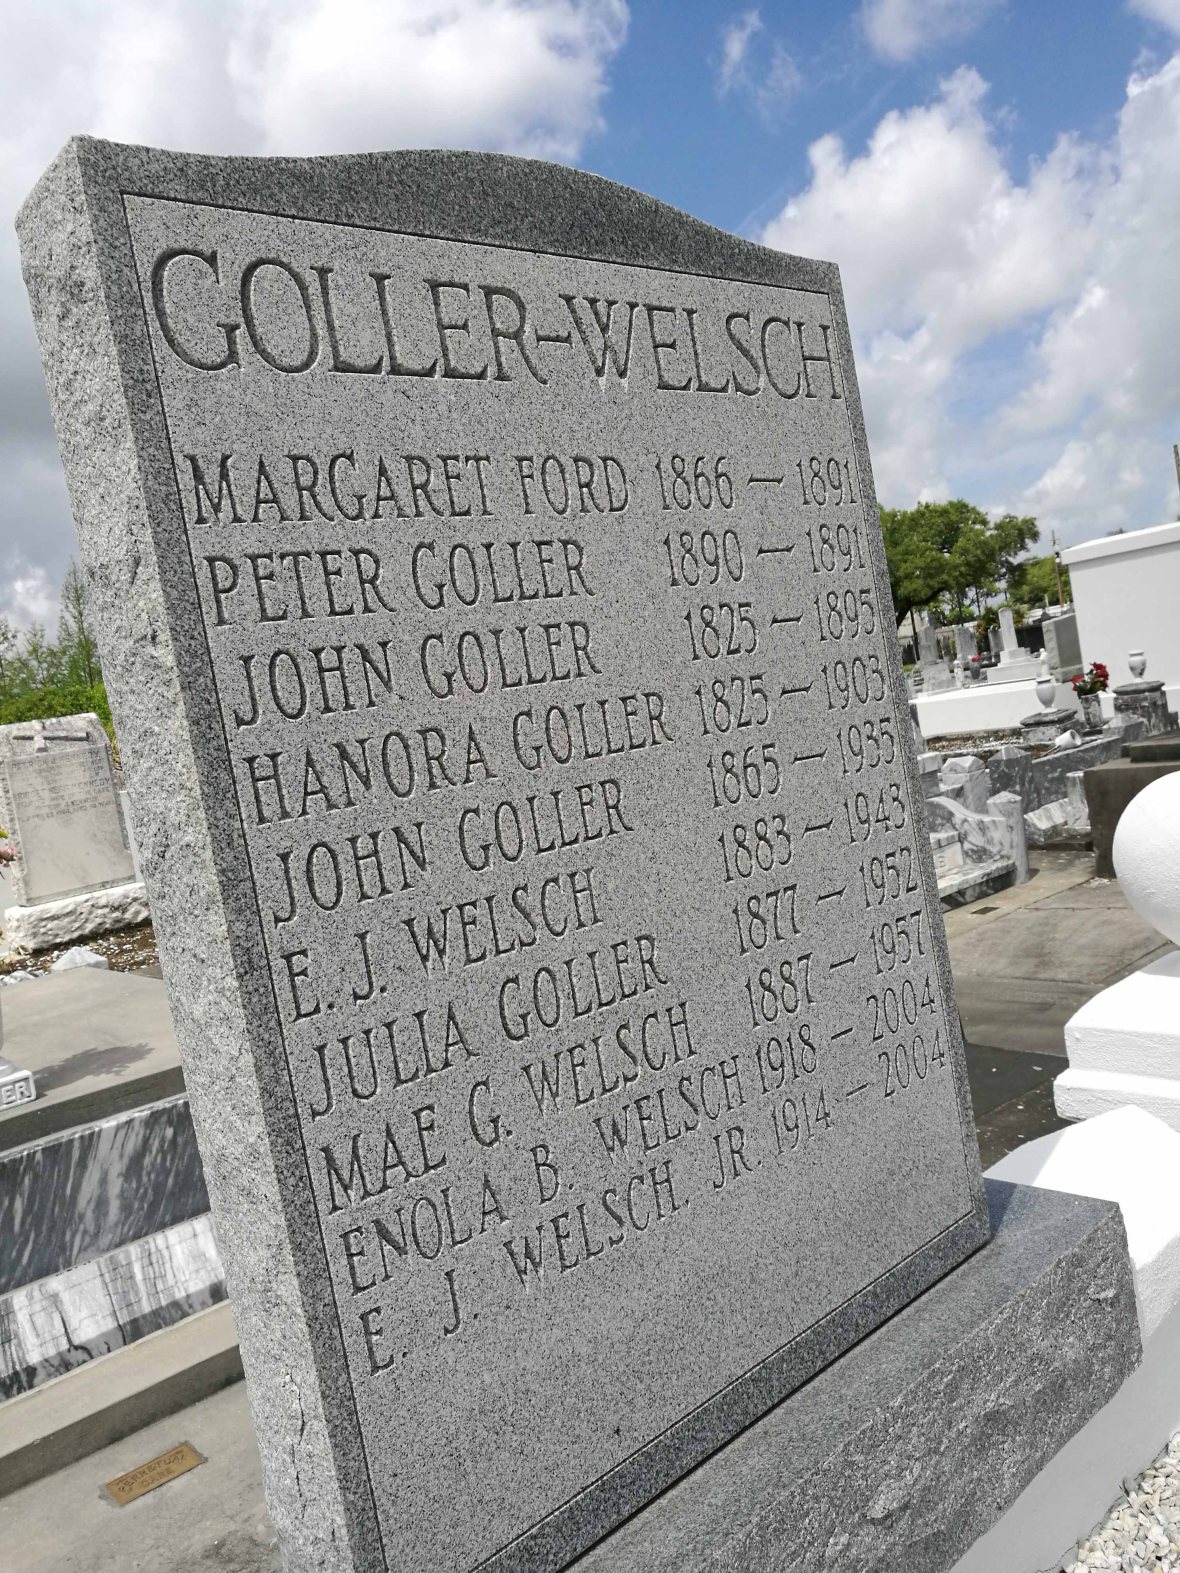 GOLLER-WELSCH
MARGARET FORD 1866 — 1891
PETER GOLLER 1890 — 1891
JOHN GOLLER 1825 — 1895
HANORA GOLLER 1825 — 1903
JOHN GOLLER 1865 — 1935
E. J. WELSCH 1883 — 1943
JULIA GOLLER 1877 — 1952
MAE G. WELSCH 1887 — 1957
ENOLA B. WELSCH 1918 — 2004
E. J. WELSCH. JR. 1914 — 2004
PERPETUAL
CARE